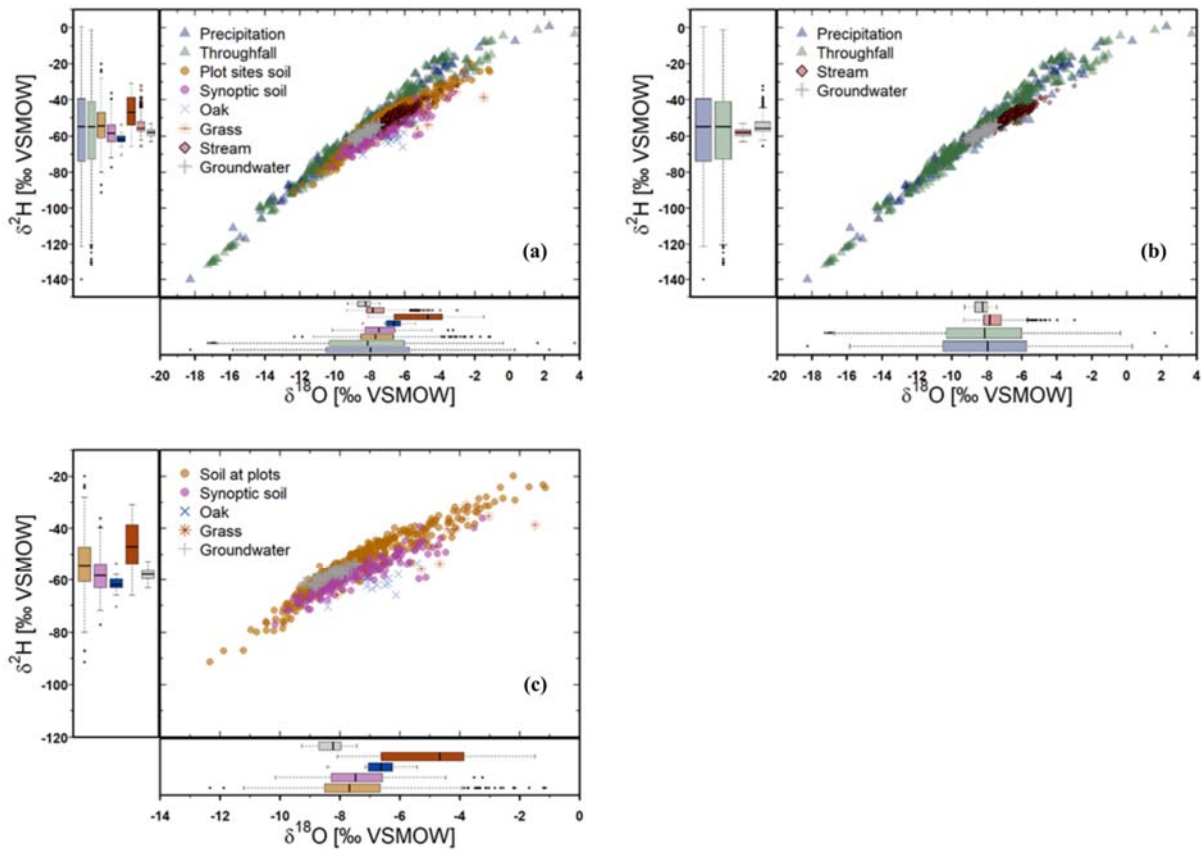 0
-20
-40
-60
-80
-100
-120
-140
δ²H [‰ VSMOW]
Precipitation
Throughfall
Plot sites soil
Synoptic soil
Oak
Grass
Stream
Groundwater
(a)
-20 -18 -16 -14 -12 -10 -8 -6 -4 -2 0 2 4
δ¹⁸O [‰ VSMOW]
0
-20
-40
-60
-80
-100
-120
-140
δ²H [‰ VSMOW]
Precipitation
Throughfall
Stream
Groundwater
(b)
-20 -18 -16 -14 -12 -10 -8 -6 -4 -2 0 2 4
δ¹⁸O [‰ VSMOW]
-20
-40
-60
-80
-100
-120
δ²H [‰ VSMOW]
Soil at plots
Synoptic soil
Oak
Grass
Groundwater
(c)
-14 -12 -10 -8 -6 -4 -2 0
δ¹⁸O [‰ VSMOW]